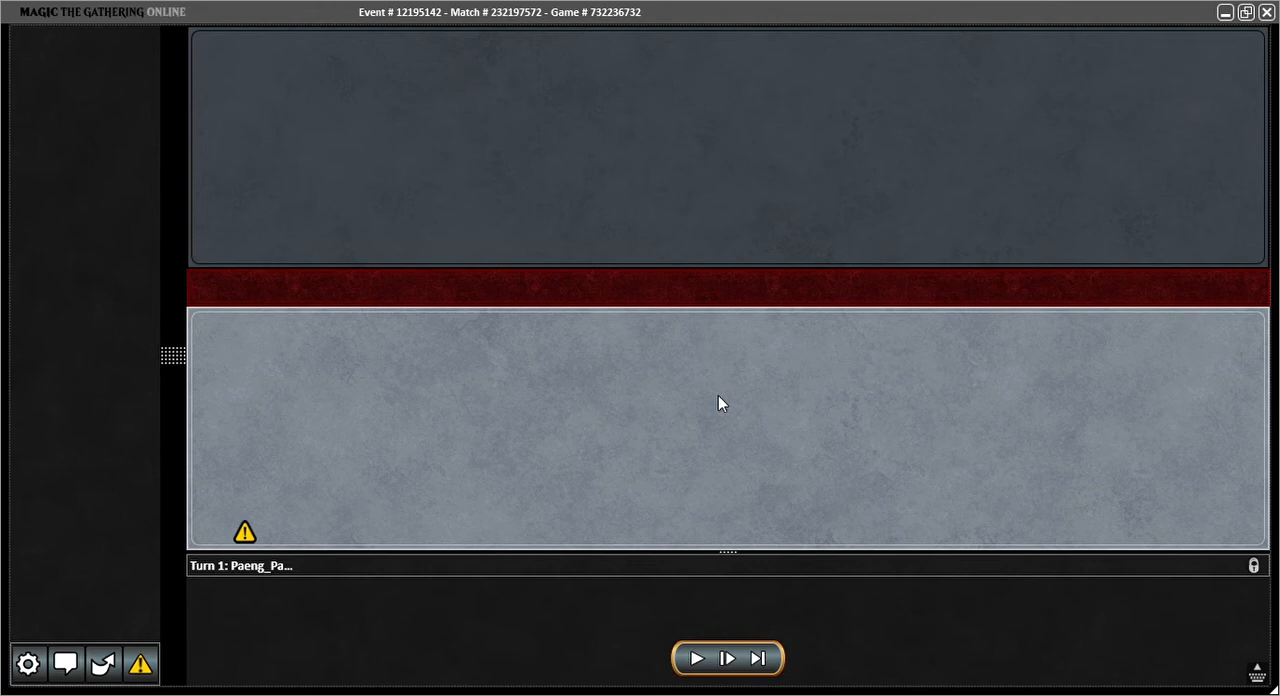 MAGIC THE GATHERING ONLINE
Event # 12195142 - Match # 232197572 - Game # 732236732
Turn 1: Paeng_Pa...